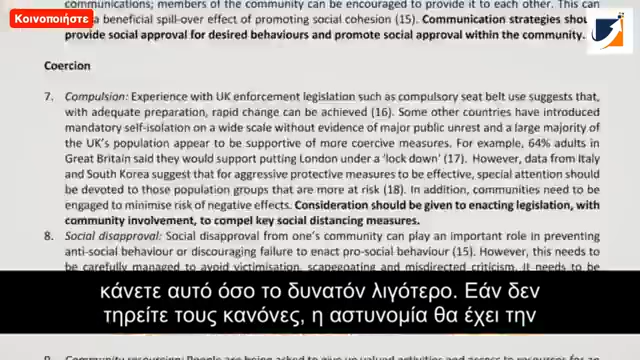 communications; members of the community can be encouraged to provide it to each other. This can
a beneficial spill-over effect of promoting social cohesion (15). Communication strategies shou
Κοινοποιήστε
provide social approval for desired behaviours and promote social approval within the community.
Coercion
7. Compulsion: Experience with UK enforcement legislation such as compulsory seat belt use suggests that,
with adequate preparation, rapid change can be achieved (16). Some other countries have introduced
mandatory self-isolation on a wide scale without evidence of major public unrest and a large majority of
the UK's population appear to be supportive of more coercive measures. For example, 64% adults in
Great Britain said they would support putting London under a 'lock down' (17). However, data from Italy
and South Korea suggest that for aggressive protective measures to be effective, special attention should
be devoted to those population groups that are more at risk (18). In addition, communities need to be
engaged to minimise risk of negative effects. Consideration should be given to enacting legislation, with
community involvement, to compel key social distancing measures.
8. Social disapproval: Social disapproval from one's community can play an important role in preventing
anti-social behaviour or discouraging failure to enact pro-social behaviour (15). However, this needs to
be carefully managed to avoid victimisation, scapegoating and misdirected criticism. It needs to be
κάνετε αυτό όσο το δυνατόν λιγότερο. Εάν δεν
τηρείτε τους κανόνες, η αστυνομία θα έχει την